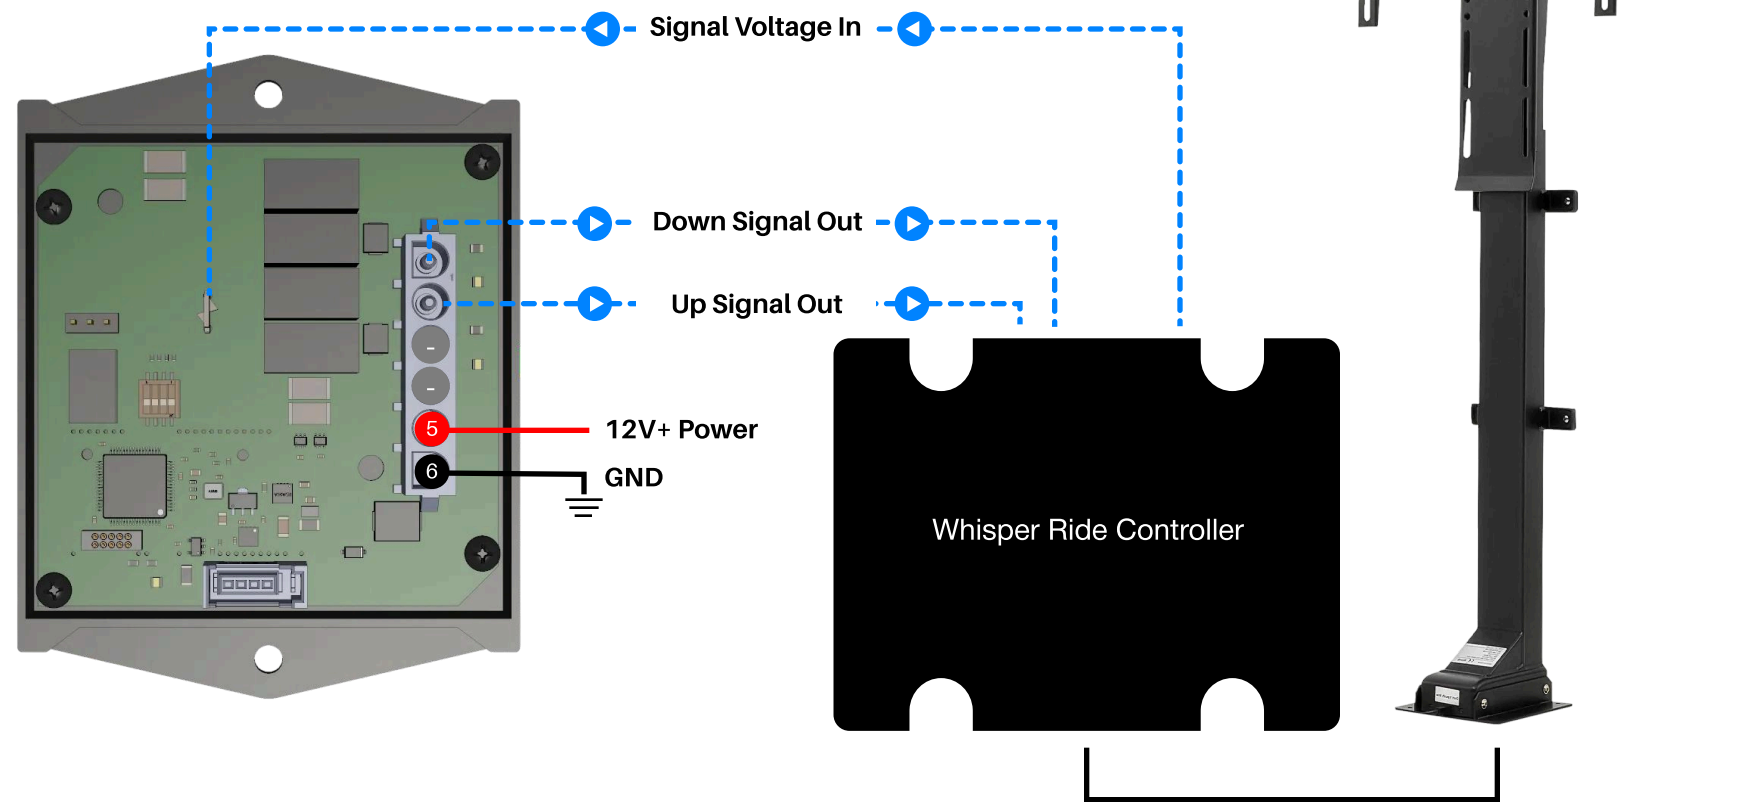 Signal Voltage In
Down Signal Out
Up Signal Out
-
-
5
12V+ Power
6
GND
Whisper Ride Controller